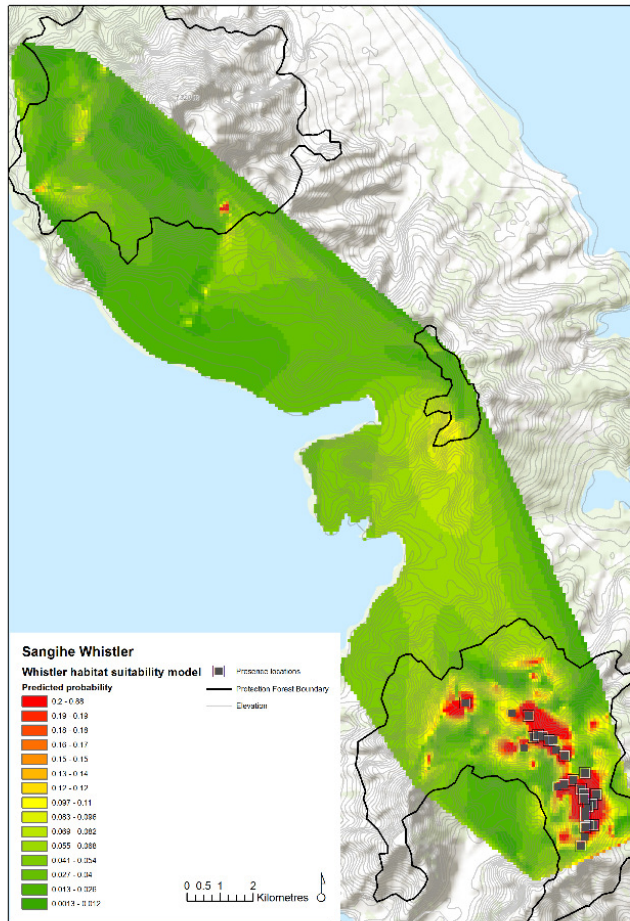 Sangihe Whistler
Whistler habitat suitability model
Presence locations
Predicted probability
Protection Forest Boundary
Elevation
0.2 - 0.68
0.19 - 0.19
0.18 - 0.18
0.16 - 0.17
0.15 - 0.15
0.13 - 0.14
0.12 - 0.12
0.097 - 0.11
0.083 - 0.096
0.069 - 0.082
0.055 - 0.068
0.041 - 0.054
0.027 - 0.04
0.013 - 0.026
0.0013 - 0.012
0 0.5 1 2
Kilometres